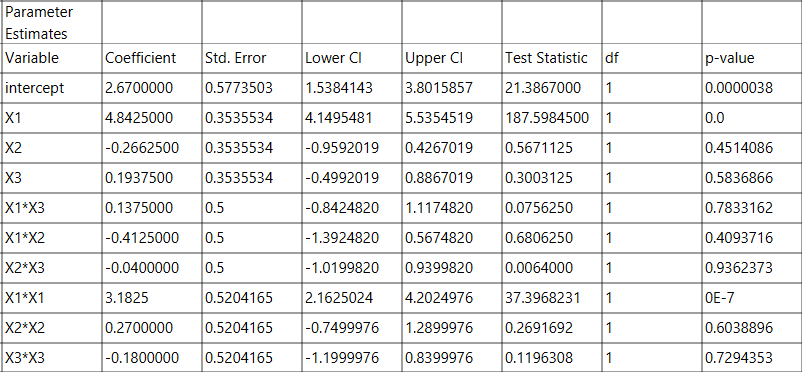 Parameter
Estimates
Variable Coefficient Std. Error Lower CI Upper CI Test Statistic df p-value
intercept 2.6700000 0.5773503 1.5384143 3.8015857 21.3867000 1 0.0000038
X1 4.8425000 0.3535534 4.1495481 5.5354519 187.5984500 1 0.0
X2 -0.2662500 0.3535534 -0.9592019 0.4267019 0.5671125 1 0.4514086
X3 0.1937500 0.3535534 -0.4992019 0.8867019 0.3003125 1 0.5836866
X1*X3 0.1375000 0.5 -0.8424820 1.1174820 0.0756250 1 0.7833162
X1*X2 -0.4125000 0.5 -1.3924820 0.5674820 0.6806250 1 0.4093716
X2*X3 -0.0400000 0.5 -1.0199820 0.9399820 0.0064000 1 0.9362373
X1*X1 3.1825 0.5204165 2.1625024 4.2024976 37.3968231 1 0E-7
X2*X2 0.2700000 0.5204165 -0.7499976 1.2899976 0.2691692 1 0.6038896
X3*X3 -0.1800000 0.5204165 -1.1999976 0.8399976 0.1196308 1 0.7294353